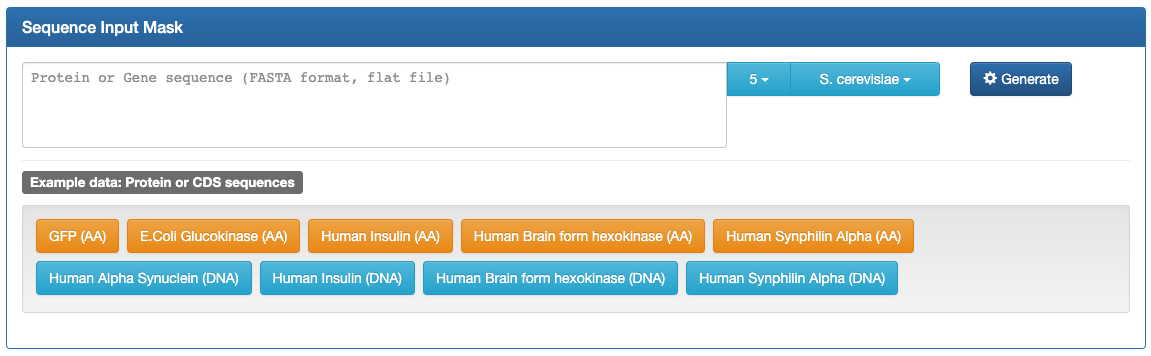 Sequence Input Mask
Protein or Gene sequence (FASTA format, flat file)
5
S. cerevisiae
Generate
Example data: Protein or CDS sequences
GFP (AA)
E.Coli Glucokinase (AA)
Human Insulin (AA)
Human Brain form hexokinase (AA)
Human Synphilin Alpha (AA)
Human Alpha Synuclein (DNA)
Human Insulin (DNA)
Human Brain form hexokinase (DNA)
Human Synphilin Alpha (DNA)